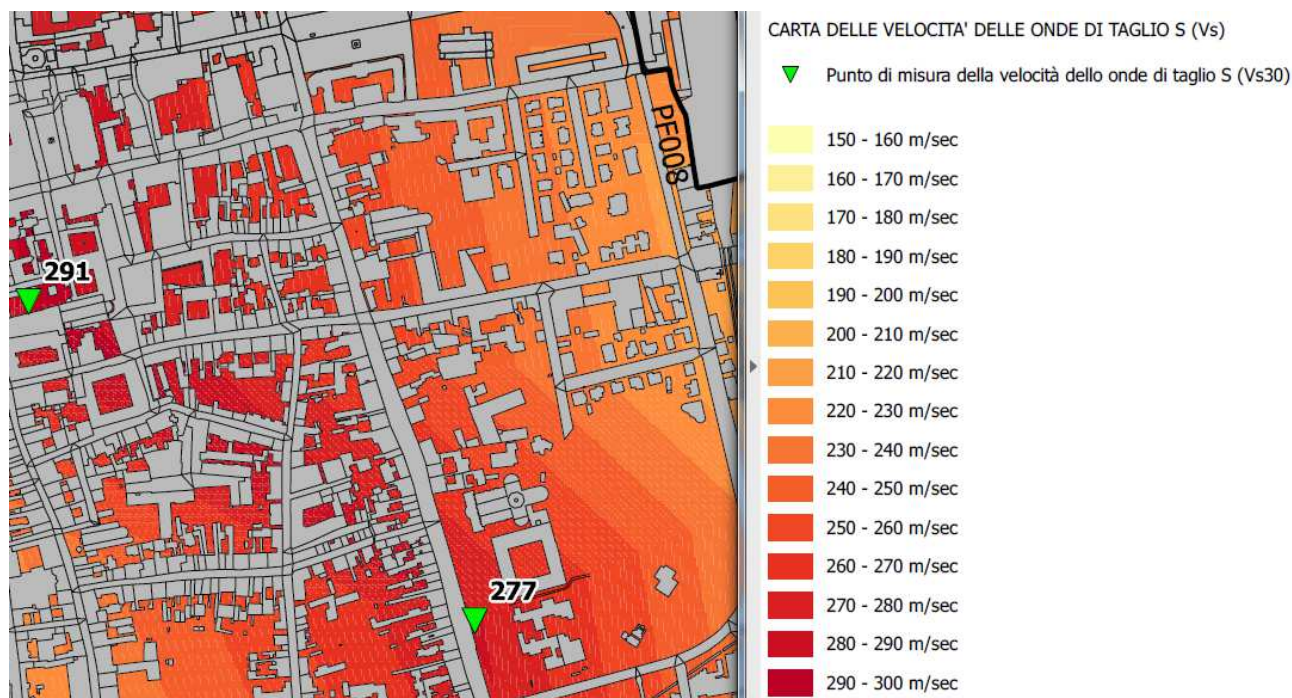 CARTA DELLE VELOCITA' DELLE ONDE DI TAGLIO S (Vs)
Punto di misura della velocità dello onde di taglio S (Vs30)
150 - 160 m/sec
160 - 170 m/sec
170 - 180 m/sec
180 - 190 m/sec
190 - 200 m/sec
200 - 210 m/sec
210 - 220 m/sec
220 - 230 m/sec
230 - 240 m/sec
240 - 250 m/sec
250 - 260 m/sec
260 - 270 m/sec
270 - 280 m/sec
280 - 290 m/sec
290 - 300 m/sec
PF008
291
277